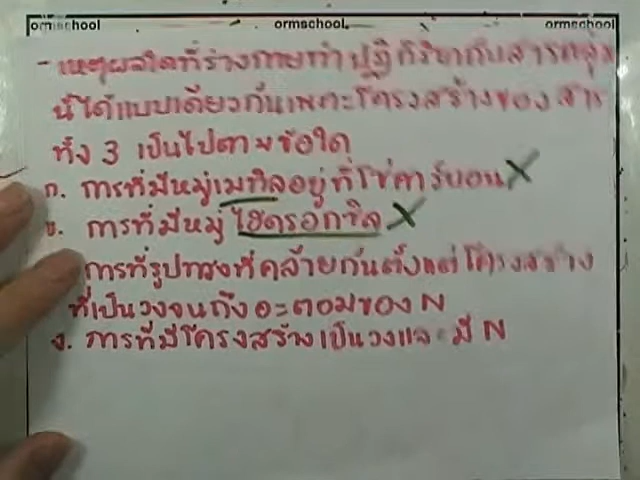 ormschool ormschool ormschool
- เหตุผลใดที่ร่างกายทำปฏิกิริยากับสารกลุ่ม
นี้ได้แบบเดียวกันเพราะโครงสร้างของสาร
ทั้ง 3 เป็นไปตามข้อใด
ก. การที่มีหมู่เมทิลอยู่ที่โซ่คาร์บอน X
ข. การที่มีหมู่ไฮดรอกซิล X
การที่รูปทรงที่คล้ายกันตั้งแต่โครงสร้าง
ที่เป็นวงจนถึงอะตอมของ N
ง. การที่มีโครงสร้างเป็นวงและมี N